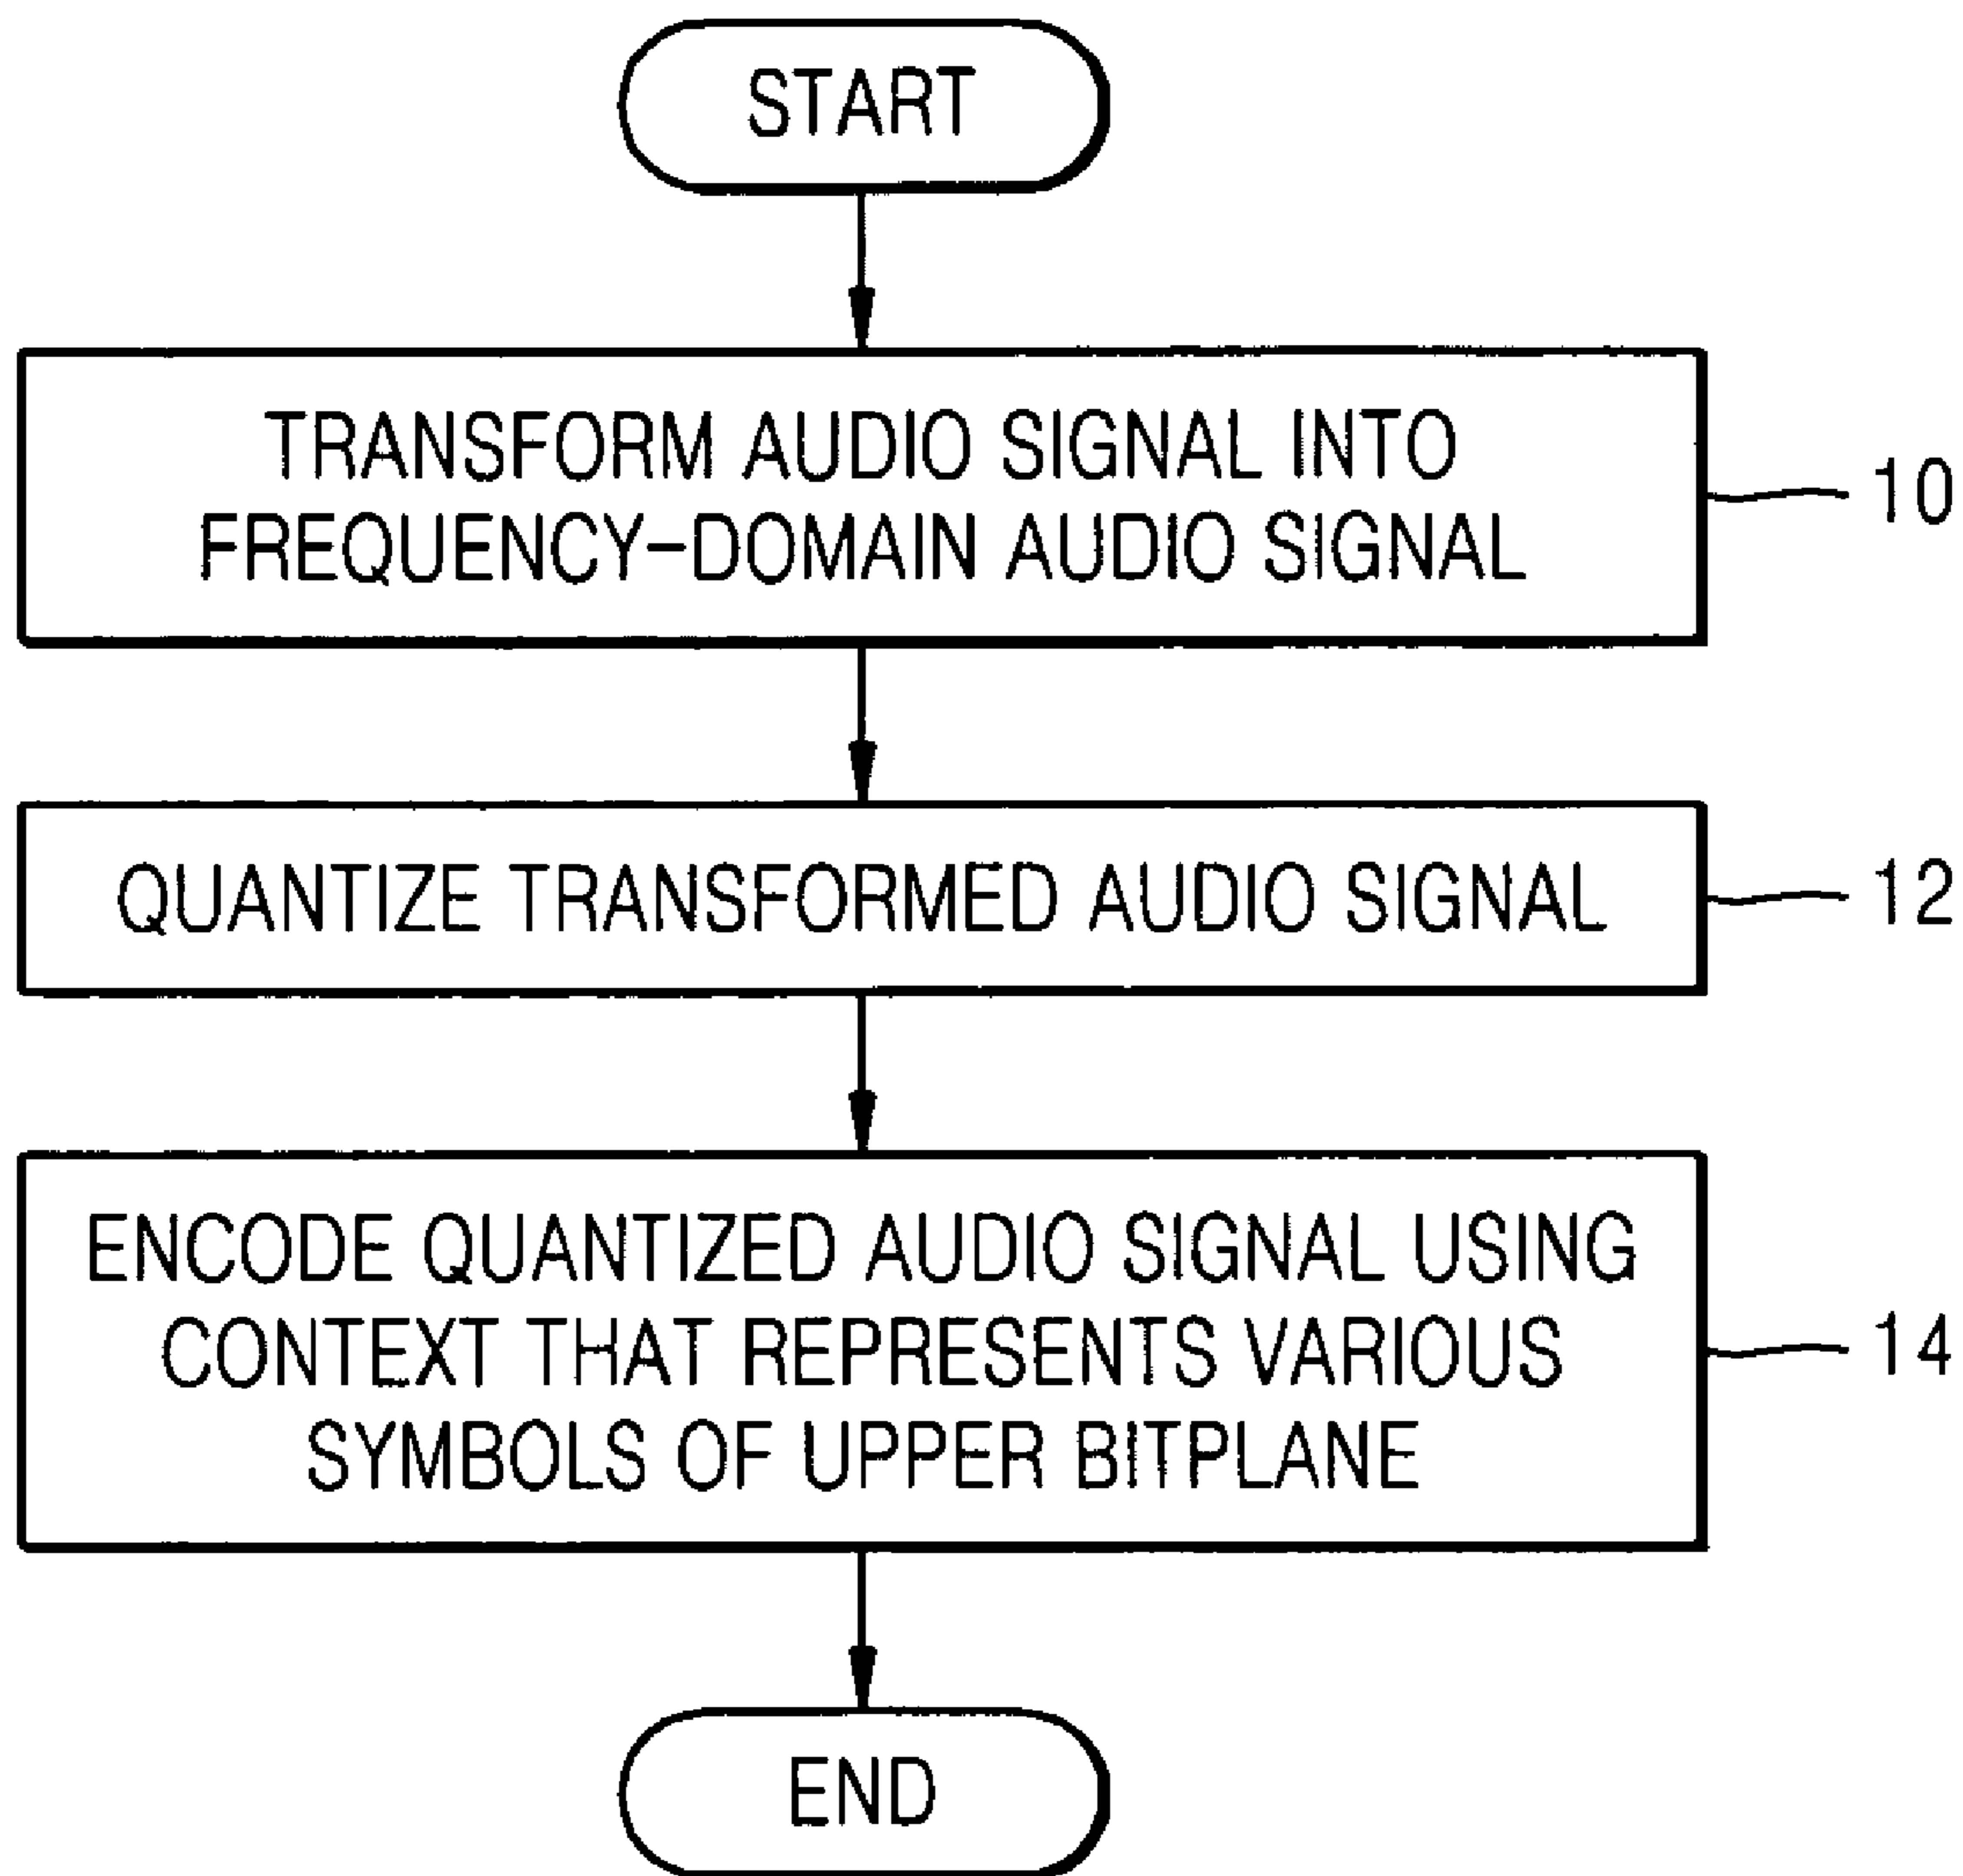 START
TRANSFORM AUDIO SIGNAL INTO
FREQUENCY-DOMAIN AUDIO SIGNAL
10
QUANTIZE TRANSFORMED AUDIO SIGNAL
12
ENCODE QUANTIZED AUDIO SIGNAL USING
CONTEXT THAT REPRESENTS VARIOUS
SYMBOLS OF UPPER BITPLANE
14
END